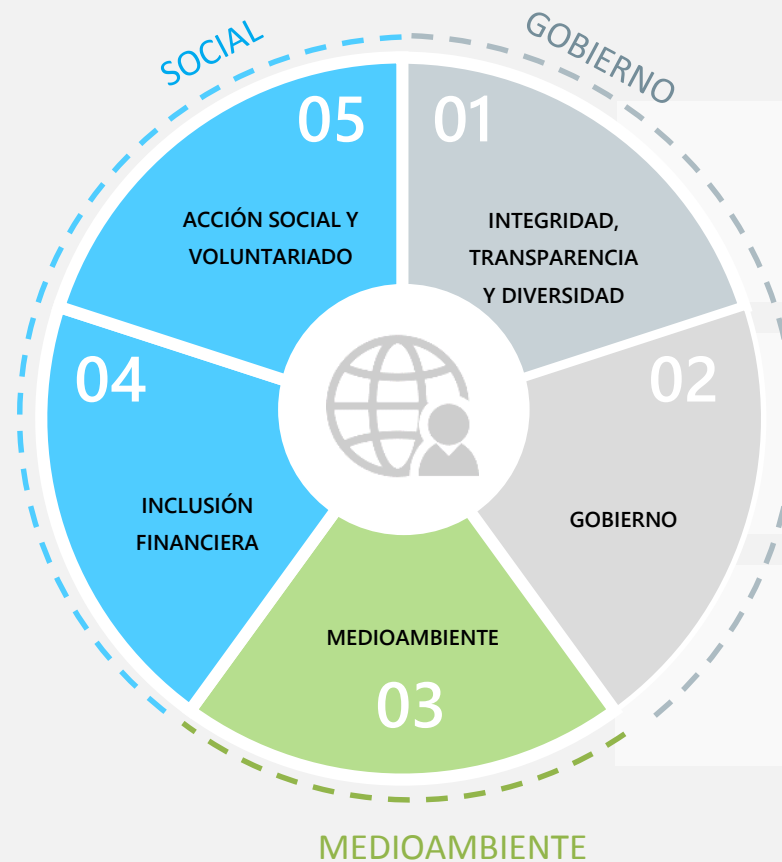 SOCIAL
GOBIERNO
05
ACCIÓN SOCIAL Y
VOLUNTARIADO
01
INTEGRIDAD,
TRANSPARENCIA
Y DIVERSIDAD
04
INCLUSIÓN
FINANCIERA
02
GOBIERNO
MEDIOAMBIENTE
03
MEDIOAMBIENTE